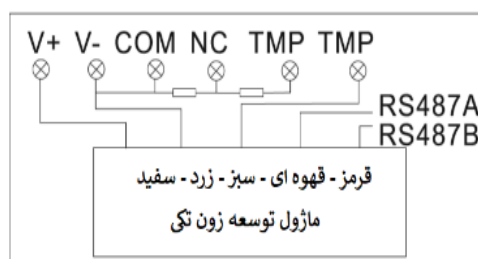 V+ V- COM NC TMP TMP
RS487A
RS487B
قرمز - قهوه ای - سبز - زرد - سفید
ماژول توسعه زون تکی